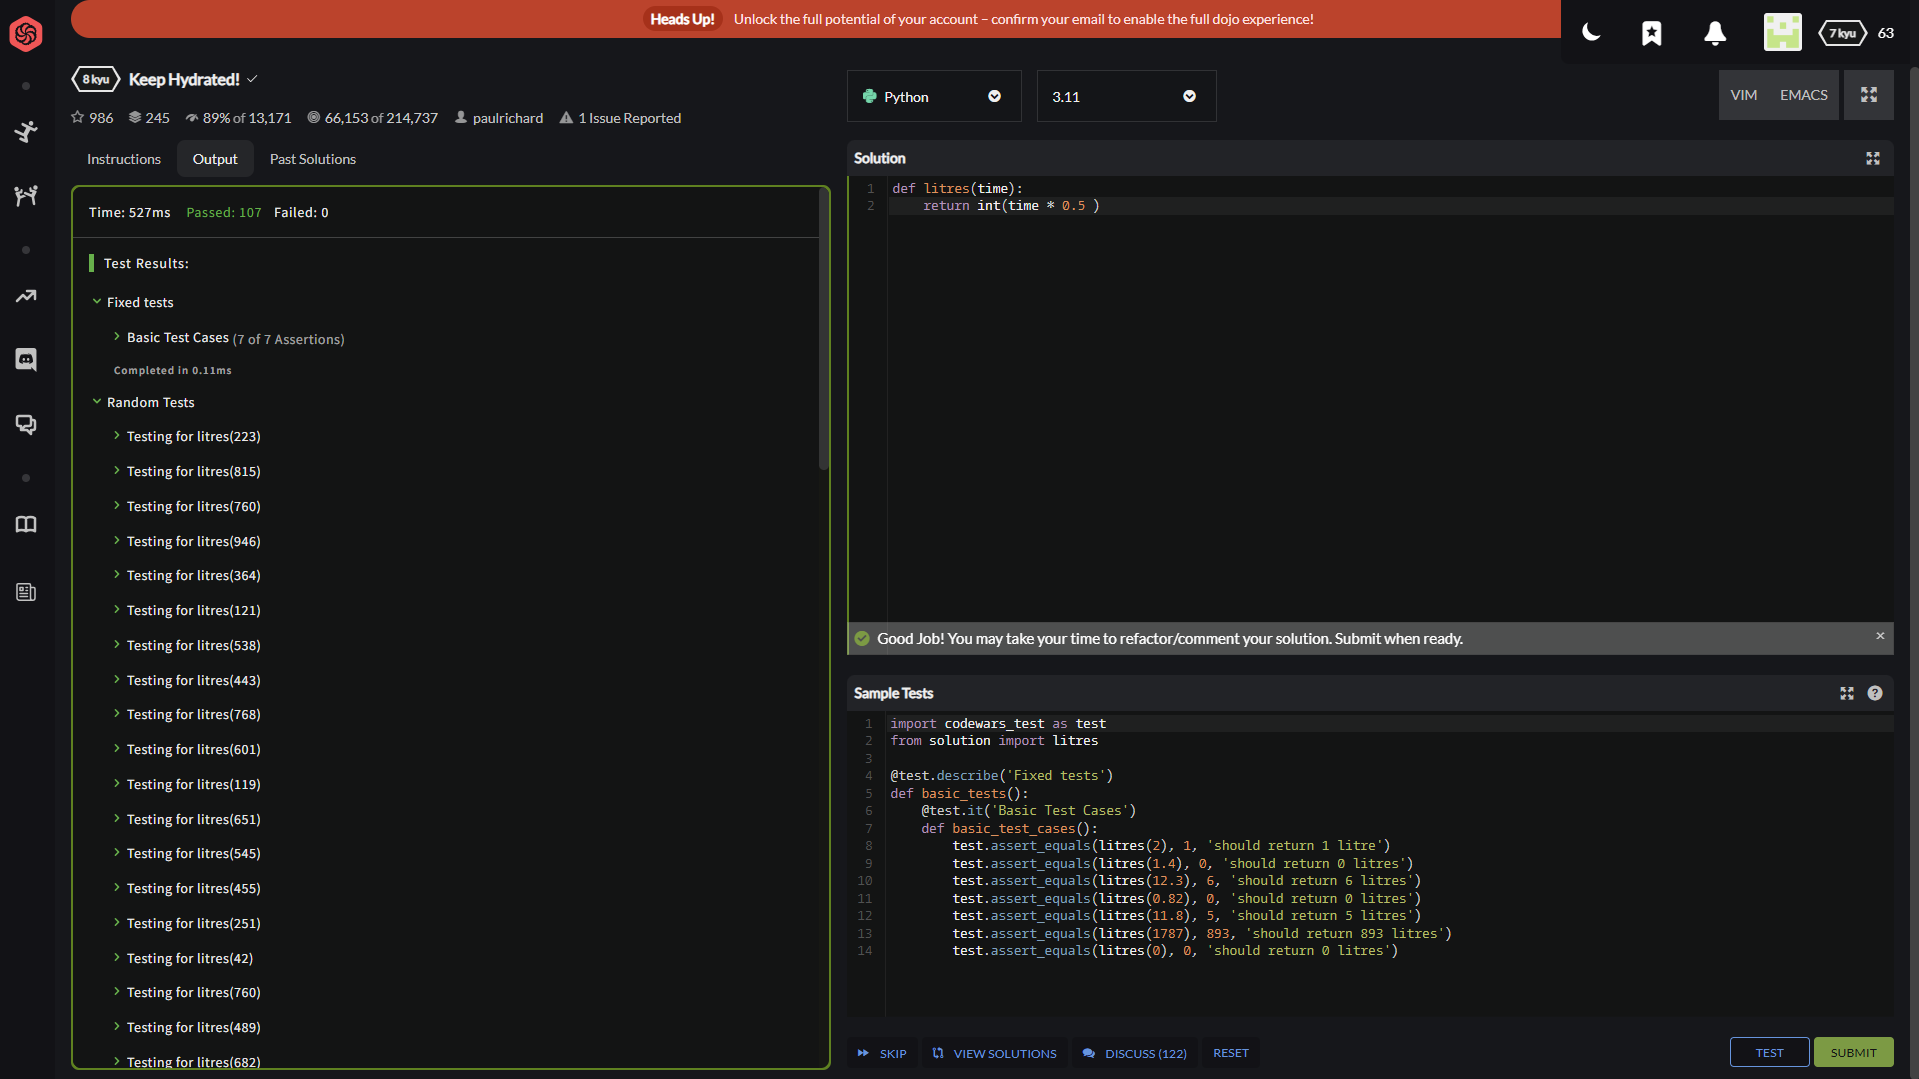 Heads Up! Unlock the full potential of your account – confirm your email to enable the full dojo experience!
7 kyu 63
8 kyu Keep Hydrated!
986 245 89% of 13,171 66,153 of 214,737 paulrichard 1 Issue Reported
Instructions Output Past Solutions
Time: 527ms Passed: 107 Failed: 0
Test Results:
Fixed tests
Basic Test Cases (7 of 7 Assertions)
Completed in 0.11ms
Random Tests
Testing for litres(223)
Testing for litres(815)
Testing for litres(760)
Testing for litres(946)
Testing for litres(364)
Testing for litres(121)
Testing for litres(538)
Testing for litres(443)
Testing for litres(768)
Testing for litres(601)
Testing for litres(119)
Testing for litres(651)
Testing for litres(545)
Testing for litres(455)
Testing for litres(251)
Testing for litres(42)
Testing for litres(760)
Testing for litres(489)
Testing for litres(682)
Python 3.11 VIM EMACS
Solution
1 def litres(time):
2     return int(time * 0.5 )
Good Job! You may take your time to refactor/comment your solution. Submit when ready. ×
Sample Tests ?
1 import codewars_test as test
2 from solution import litres
3
4 @test.describe('Fixed tests')
5 def basic_tests():
6     @test.it('Basic Test Cases')
7     def basic_test_cases():
8         test.assert_equals(litres(2), 1, 'should return 1 litre')
9         test.assert_equals(litres(1.4), 0, 'should return 0 litres')
10         test.assert_equals(litres(12.3), 6, 'should return 6 litres')
11         test.assert_equals(litres(0.82), 0, 'should return 0 litres')
12         test.assert_equals(litres(11.8), 5, 'should return 5 litres')
13         test.assert_equals(litres(1787), 893, 'should return 893 litres')
14         test.assert_equals(litres(0), 0, 'should return 0 litres')
SKIP VIEW SOLUTIONS DISCUSS (122) RESET TEST SUBMIT